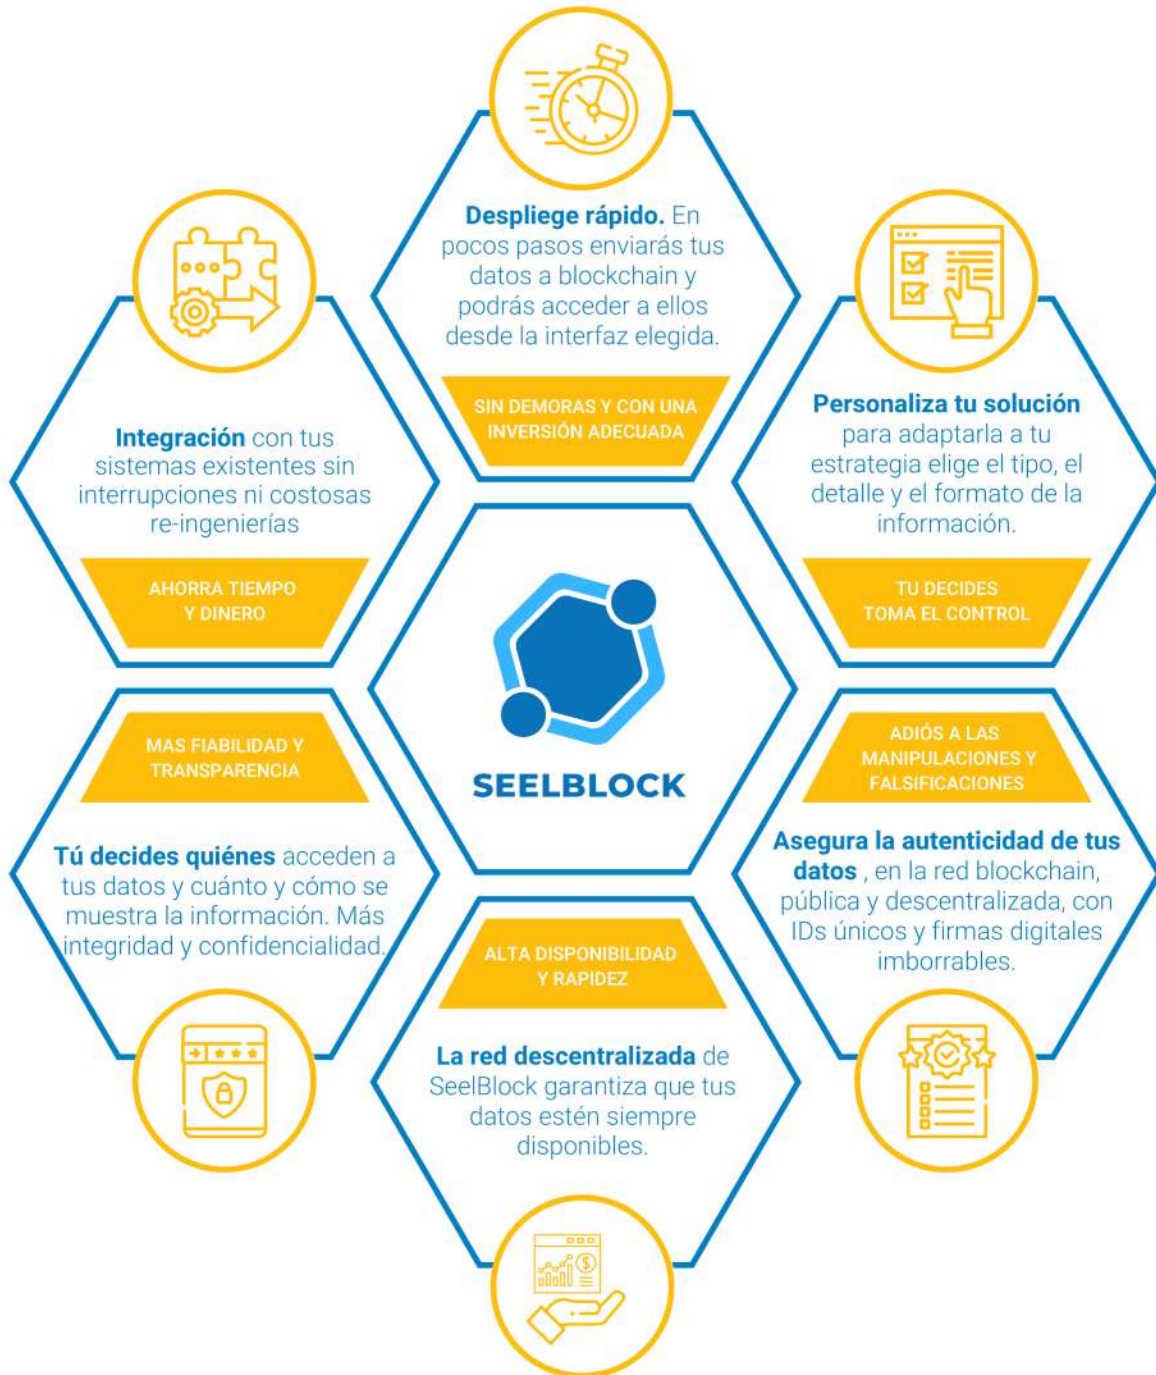 Despliege rápido. En
pocos pasos enviarás tus
datos a blockchain y
podrás acceder a ellos
desde la interfaz elegida.
SIN DEMORAS Y CON UNA
INVERSIÓN ADECUADA
Integración con tus
sistemas existentes sin
interrupciones ni costosas
re-ingenierías
AHORRA TIEMPO
Y DINERO
Personaliza tu solución
para adaptarla a tu
estrategia elige el tipo, el
detalle y el formato de la
información.
TU DECIDES
TOMA EL CONTROL
SEELBLOCK
MAS FIABILIDAD Y
TRANSPARENCIA
Tú decides quiénes acceden a
tus datos y cuánto y cómo se
muestra la información. Más
integridad y confidencialidad.
ADIÓS A LAS
MANIPULACIONES Y
FALSIFICACIONES
Asegura la autenticidad de tus
datos , en la red blockchain,
pública y descentralizada, con
IDs únicos y firmas digitales
imborrables.
ALTA DISPONIBILIDAD
Y RAPIDEZ
La red descentralizada de
SeelBlock garantiza que tus
datos estén siempre
disponibles.